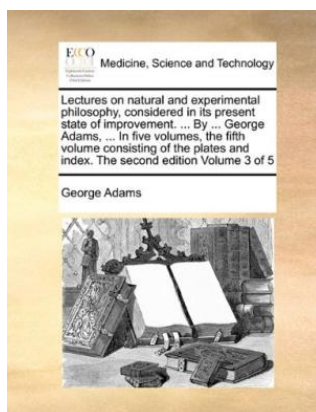 ECCO
Medicine, Science and Technology
Lectures on natural and experimental
philosophy, considered in its present
state of improvement. ... By ... George
Adams, ... In five volumes, the fifth
volume consisting of the plates and
index. The second edition Volume 3 of 5
George Adams